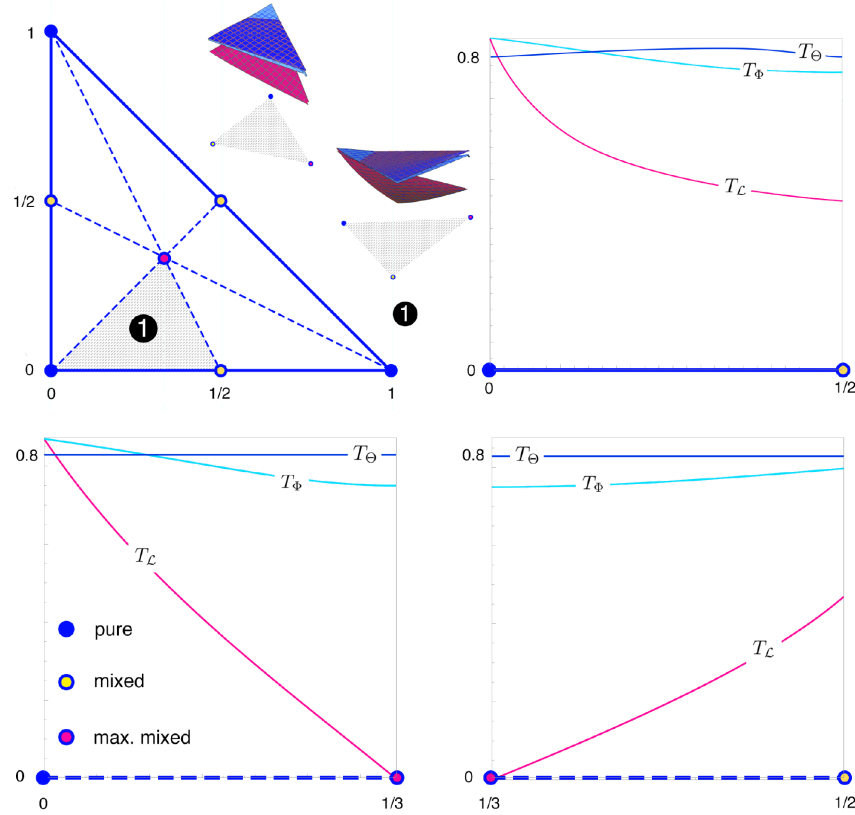 1
1/2
0
0
1/2
1
1
1
0.8
0
0
1/2
T_Θ
T_Φ
T_ℒ
0.8
0
0
1/3
T_Θ
T_Φ
T_ℒ
pure
mixed
max. mixed
0.8
0
1/3
1/2
T_Θ
T_Φ
T_ℒ